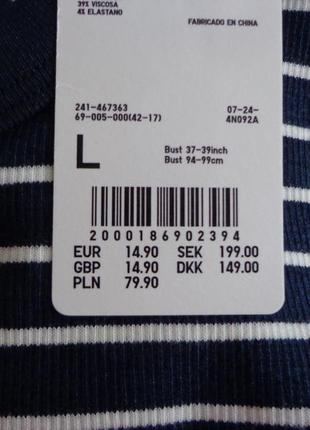 39% VISCOSA
4% ELASTANO
FABRICADO EN CHINA
241-467363 07-24-
69-005-000(42-17) 4N092A
L
Bust 37-39inch
Bust 94-99cm
2000186902394
EUR 14.90 SEK 199.00
GBP 14.90 DKK 149.00
PLN 79.90